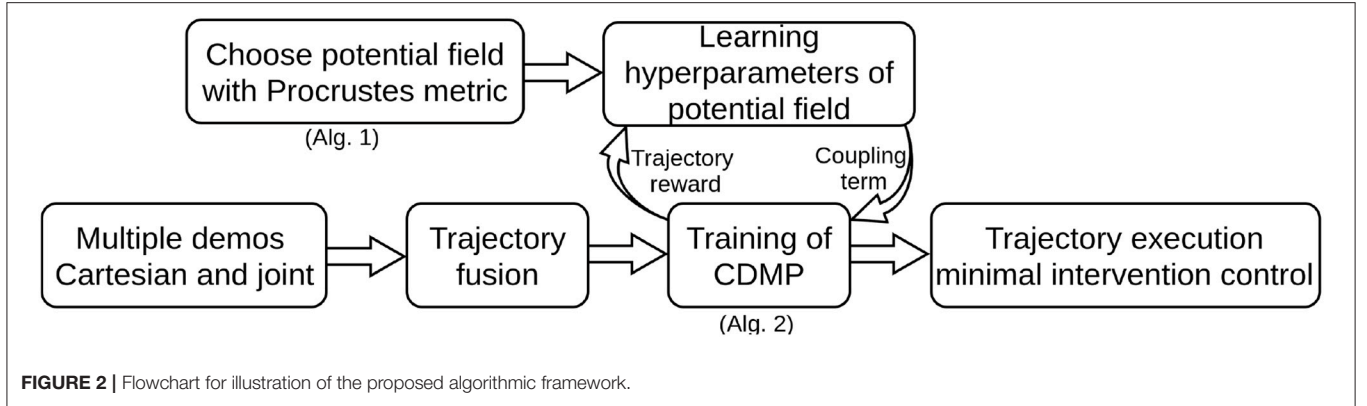 Choose potential field
with Procrustes metric
(Alg. 1)
Learning
hyperparameters of
potential field
Trajectory
reward
Coupling
term
Multiple demos
Cartesian and joint
Trajectory
fusion
Training of
CDMP
(Alg. 2)
Trajectory execution
minimal intervention control
FIGURE 2 | Flowchart for illustration of the proposed algorithmic framework.